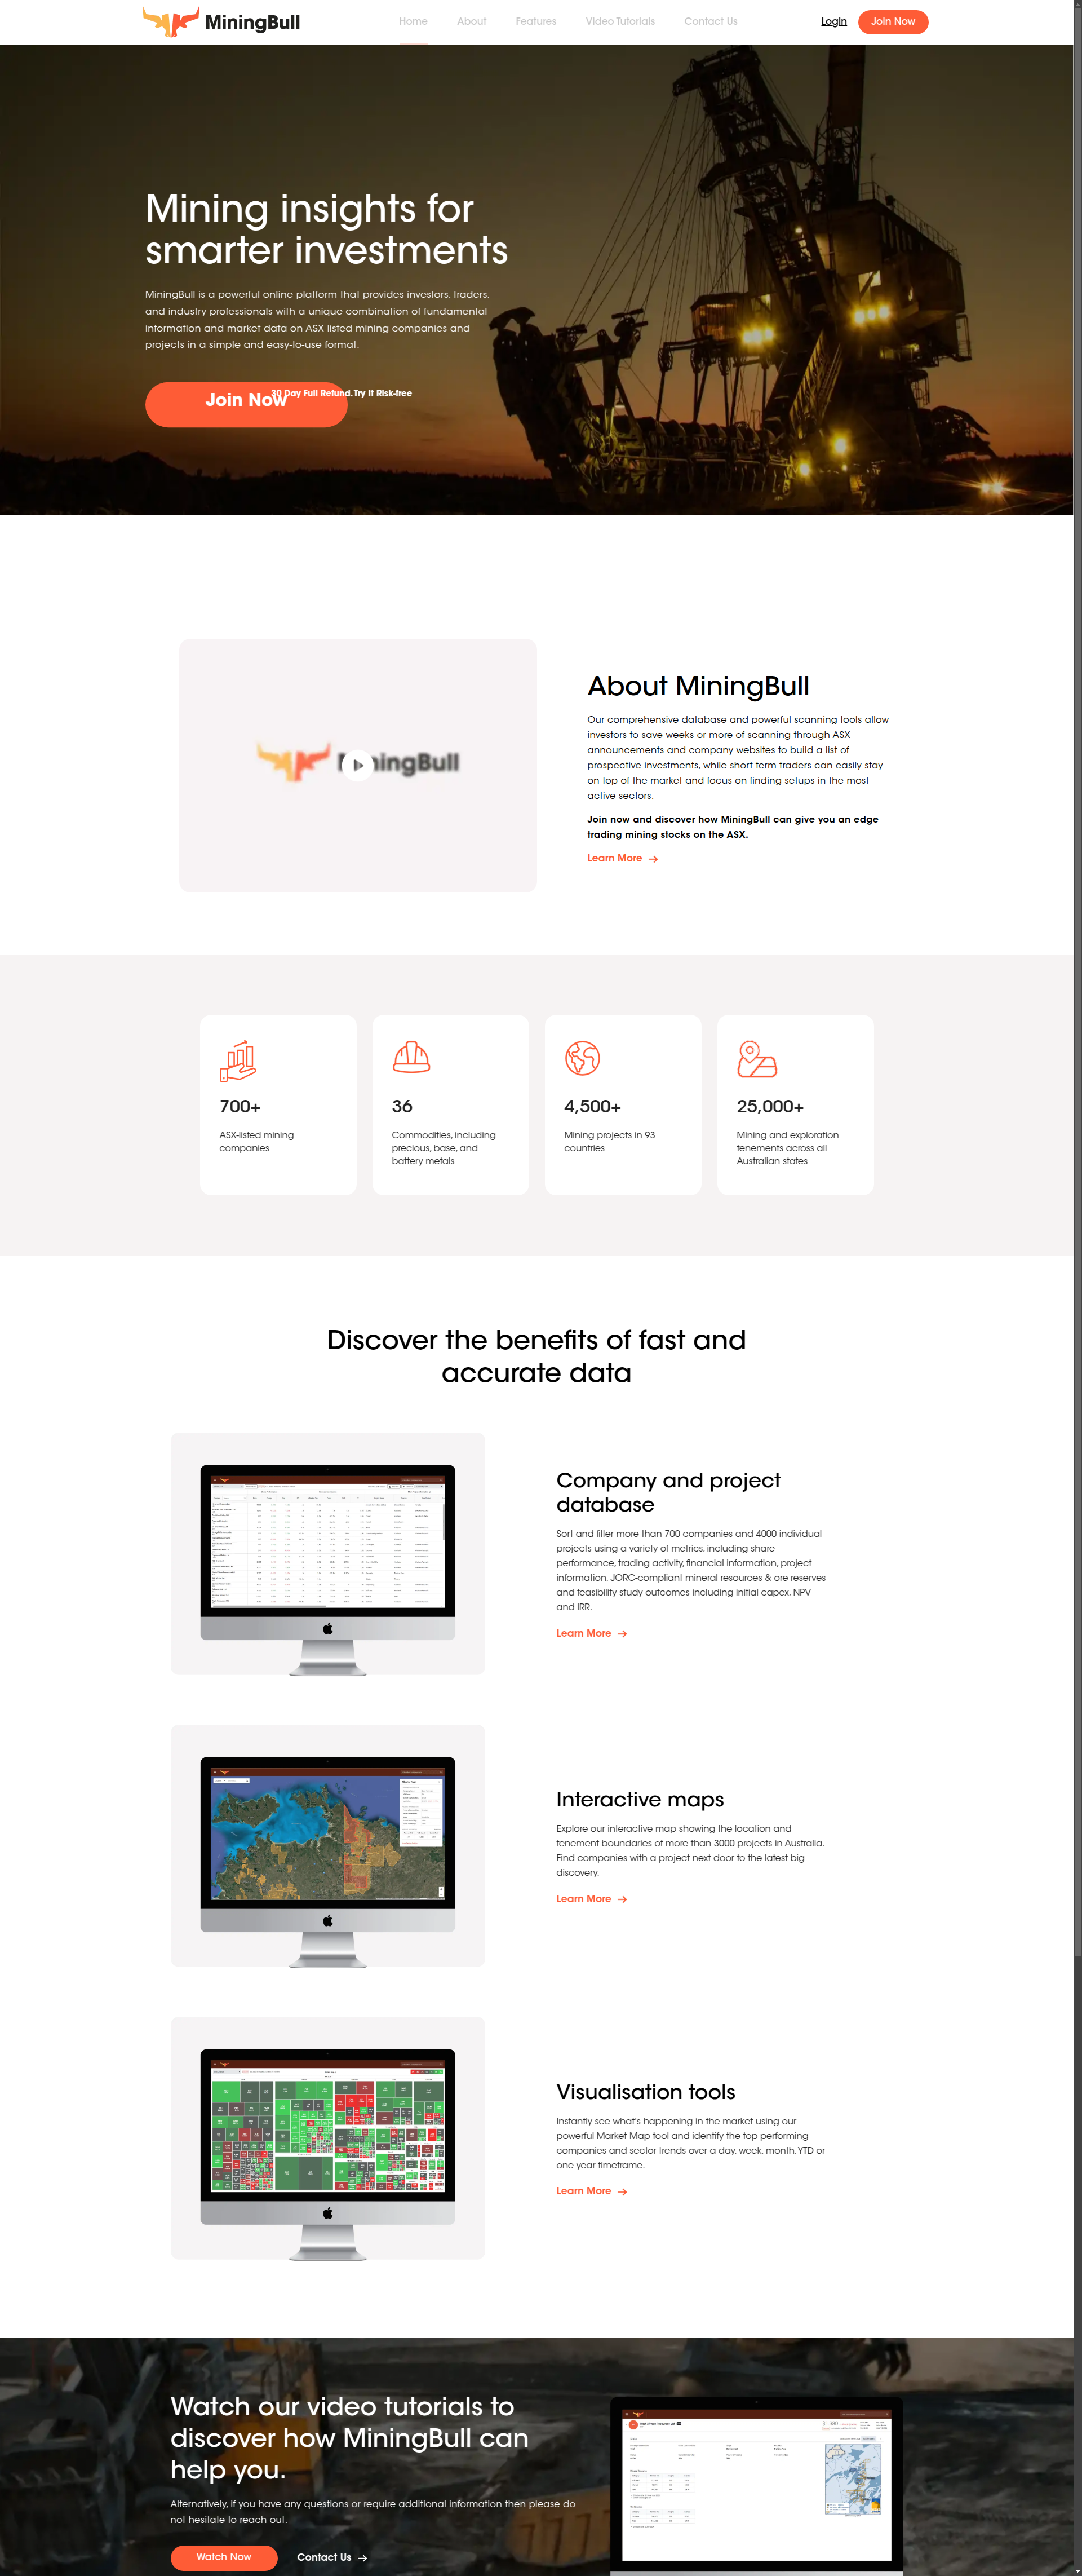 MiningBull
Home About Features Video Tutorials Contact Us
Login Join Now
Mining insights for
smarter investments
MiningBull is a powerful online platform that provides investors, traders,
and industry professionals with a unique combination of fundamental
information and market data on ASX listed mining companies and
projects in a simple and easy-to-use format.
Join Now
30 Day Full Refund. Try It Risk-free
MiningBull
About MiningBull
Our comprehensive database and powerful scanning tools allow
investors to save weeks or more of scanning through ASX
announcements and company websites to build a list of
prospective investments, while short term traders can easily stay
on top of the market and focus on finding setups in the most
active sectors.
Join now and discover how MiningBull can give you an edge
trading mining stocks on the ASX.
Learn More →
700+
ASX-listed mining
companies
36
Commodities, including
precious, base, and
battery metals
4,500+
Mining projects in 93
countries
25,000+
Mining and exploration
tenements across all
Australian states
Discover the benefits of fast and
accurate data
Company and project
database
Sort and filter more than 700 companies and 4000 individual
projects using a variety of metrics, including share
performance, trading activity, financial information, project
information, JORC-compliant mineral resources & ore reserves
and feasibility study outcomes including initial capex, NPV
and IRR.
Learn More →
Interactive maps
Explore our interactive map showing the location and
tenement boundaries of more than 3000 projects in Australia.
Find companies with a project next door to the latest big
discovery.
Learn More →
Visualisation tools
Instantly see what's happening in the market using our
powerful Market Map tool and identify the top performing
companies and sector trends over a day, week, month, YTD or
one year timeframe.
Learn More →
Watch our video tutorials to
discover how MiningBull can
help you.
Alternatively, if you have any questions or require additional information then please do
not hesitate to reach out.
Watch Now Contact Us →
$1.380